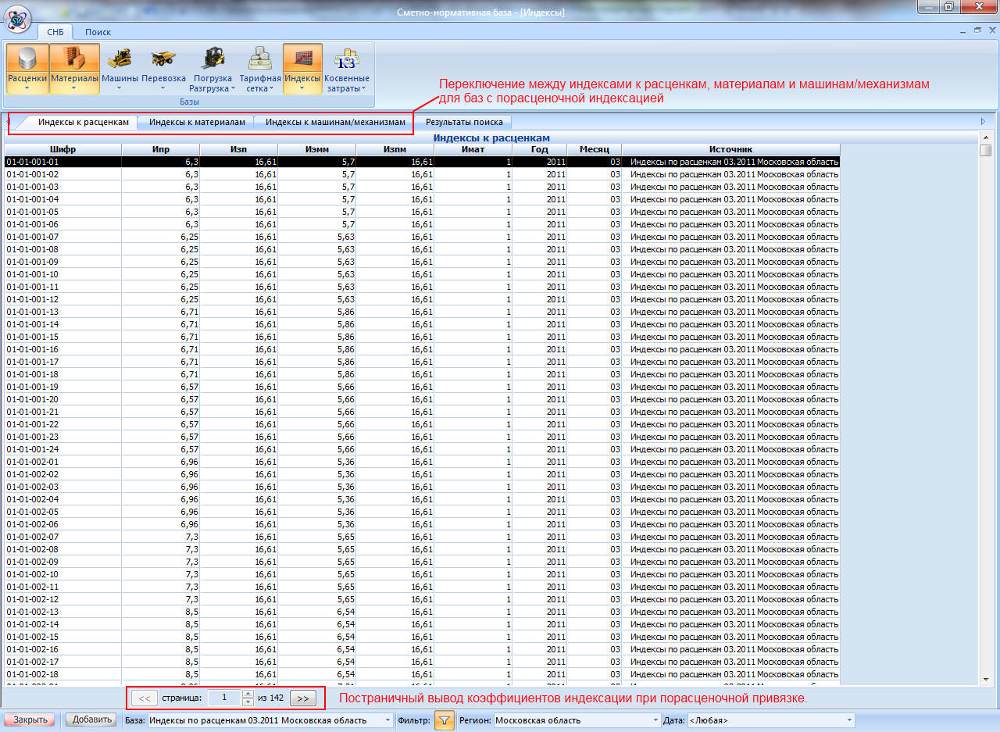 Сметно-нормативная база - [Индексы]
СНБ Поиск
Расценки Материалы Машины Перевозка Погрузка Разгрузка Тарифная сетка Индексы КЗ Косвенные затраты
Базы
Переключение между индексами к расценкам, материалам и машинам/механизмам
для баз с порасценочной индексацией
Индексы к расценкам Индексы к материалам Индексы к машинам/механизмам Результаты поиска
Индексы к расценкам
Шифр Ипр Изп Иэмм Изпм Имат Год Месяц Источник
01-01-001-01 6,3 16,61 5,7 16,61 1 2011 03 Индексы по расценкам 03.2011 Московская область
01-01-001-02 6,3 16,61 5,7 16,61 1 2011 03 Индексы по расценкам 03.2011 Московская область
01-01-001-03 6,3 16,61 5,7 16,61 1 2011 03 Индексы по расценкам 03.2011 Московская область
01-01-001-04 6,3 16,61 5,7 16,61 1 2011 03 Индексы по расценкам 03.2011 Московская область
01-01-001-05 6,3 16,61 5,7 16,61 1 2011 03 Индексы по расценкам 03.2011 Московская область
01-01-001-06 6,3 16,61 5,7 16,61 1 2011 03 Индексы по расценкам 03.2011 Московская область
01-01-001-07 6,25 16,61 5,63 16,61 1 2011 03 Индексы по расценкам 03.2011 Московская область
01-01-001-08 6,25 16,61 5,63 16,61 1 2011 03 Индексы по расценкам 03.2011 Московская область
01-01-001-09 6,25 16,61 5,63 16,61 1 2011 03 Индексы по расценкам 03.2011 Московская область
01-01-001-10 6,25 16,61 5,63 16,61 1 2011 03 Индексы по расценкам 03.2011 Московская область
01-01-001-11 6,25 16,61 5,63 16,61 1 2011 03 Индексы по расценкам 03.2011 Московская область
01-01-001-12 6,25 16,61 5,63 16,61 1 2011 03 Индексы по расценкам 03.2011 Московская область
01-01-001-13 6,71 16,61 5,86 16,61 1 2011 03 Индексы по расценкам 03.2011 Московская область
01-01-001-14 6,71 16,61 5,86 16,61 1 2011 03 Индексы по расценкам 03.2011 Московская область
01-01-001-15 6,71 16,61 5,86 16,61 1 2011 03 Индексы по расценкам 03.2011 Московская область
01-01-001-16 6,71 16,61 5,86 16,61 1 2011 03 Индексы по расценкам 03.2011 Московская область
01-01-001-17 6,71 16,61 5,86 16,61 1 2011 03 Индексы по расценкам 03.2011 Московская область
01-01-001-18 6,71 16,61 5,86 16,61 1 2011 03 Индексы по расценкам 03.2011 Московская область
01-01-001-19 6,57 16,61 5,66 16,61 1 2011 03 Индексы по расценкам 03.2011 Московская область
01-01-001-20 6,57 16,61 5,66 16,61 1 2011 03 Индексы по расценкам 03.2011 Московская область
01-01-001-21 6,57 16,61 5,66 16,61 1 2011 03 Индексы по расценкам 03.2011 Московская область
01-01-001-22 6,57 16,61 5,66 16,61 1 2011 03 Индексы по расценкам 03.2011 Московская область
01-01-001-23 6,57 16,61 5,66 16,61 1 2011 03 Индексы по расценкам 03.2011 Московская область
01-01-001-24 6,57 16,61 5,66 16,61 1 2011 03 Индексы по расценкам 03.2011 Московская область
01-01-002-01 6,96 16,61 5,36 16,61 1 2011 03 Индексы по расценкам 03.2011 Московская область
01-01-002-02 6,96 16,61 5,36 16,61 1 2011 03 Индексы по расценкам 03.2011 Московская область
01-01-002-03 6,96 16,61 5,36 16,61 1 2011 03 Индексы по расценкам 03.2011 Московская область
01-01-002-04 6,96 16,61 5,36 16,61 1 2011 03 Индексы по расценкам 03.2011 Московская область
01-01-002-05 6,96 16,61 5,36 16,61 1 2011 03 Индексы по расценкам 03.2011 Московская область
01-01-002-06 6,96 16,61 5,36 16,61 1 2011 03 Индексы по расценкам 03.2011 Московская область
01-01-002-07 7,3 16,61 5,65 16,61 1 2011 03 Индексы по расценкам 03.2011 Московская область
01-01-002-08 7,3 16,61 5,65 16,61 1 2011 03 Индексы по расценкам 03.2011 Московская область
01-01-002-09 7,3 16,61 5,65 16,61 1 2011 03 Индексы по расценкам 03.2011 Московская область
01-01-002-10 7,3 16,61 5,65 16,61 1 2011 03 Индексы по расценкам 03.2011 Московская область
01-01-002-11 7,3 16,61 5,65 16,61 1 2011 03 Индексы по расценкам 03.2011 Московская область
01-01-002-12 7,3 16,61 5,65 16,61 1 2011 03 Индексы по расценкам 03.2011 Московская область
01-01-002-13 8,5 16,61 6,54 16,61 1 2011 03 Индексы по расценкам 03.2011 Московская область
01-01-002-14 8,5 16,61 6,54 16,61 1 2011 03 Индексы по расценкам 03.2011 Московская область
01-01-002-15 8,5 16,61 6,54 16,61 1 2011 03 Индексы по расценкам 03.2011 Московская область
01-01-002-16 8,5 16,61 6,54 16,61 1 2011 03 Индексы по расценкам 03.2011 Московская область
01-01-002-17 8,5 16,61 6,54 16,61 1 2011 03 Индексы по расценкам 03.2011 Московская область
01-01-002-18 8,5 16,61 6,54 16,61 1 2011 03 Индексы по расценкам 03.2011 Московская область
<< страница: 1 из 142 >> Постраничный вывод коэффициентов индексации при порасценочной привязке.
Закрыть Добавить База: Индексы по расценкам 03.2011 Московская область Фильтр: Регион: Московская область Дата: <Любая>